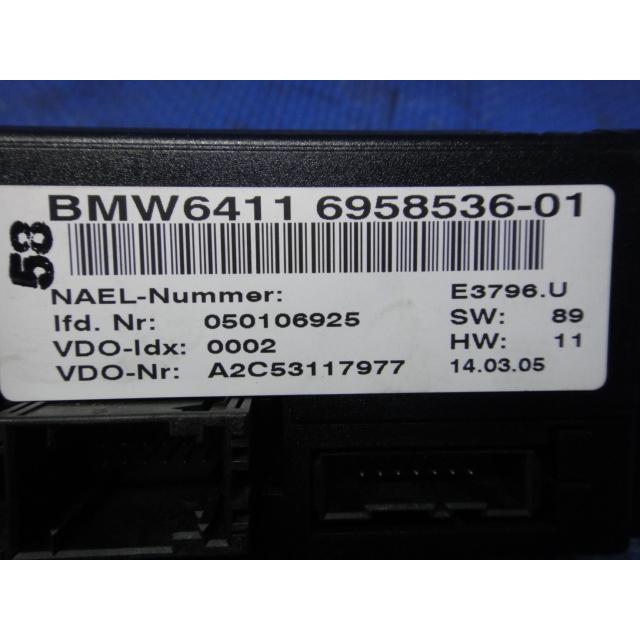 BMW6411 6958536-01
58
NAEL-Nummer: E3796.U
lfd. Nr: 050106925 SW: 89
VDO-Idx: 0002 HW: 11
VDO-Nr: A2C53117977 14.03.05